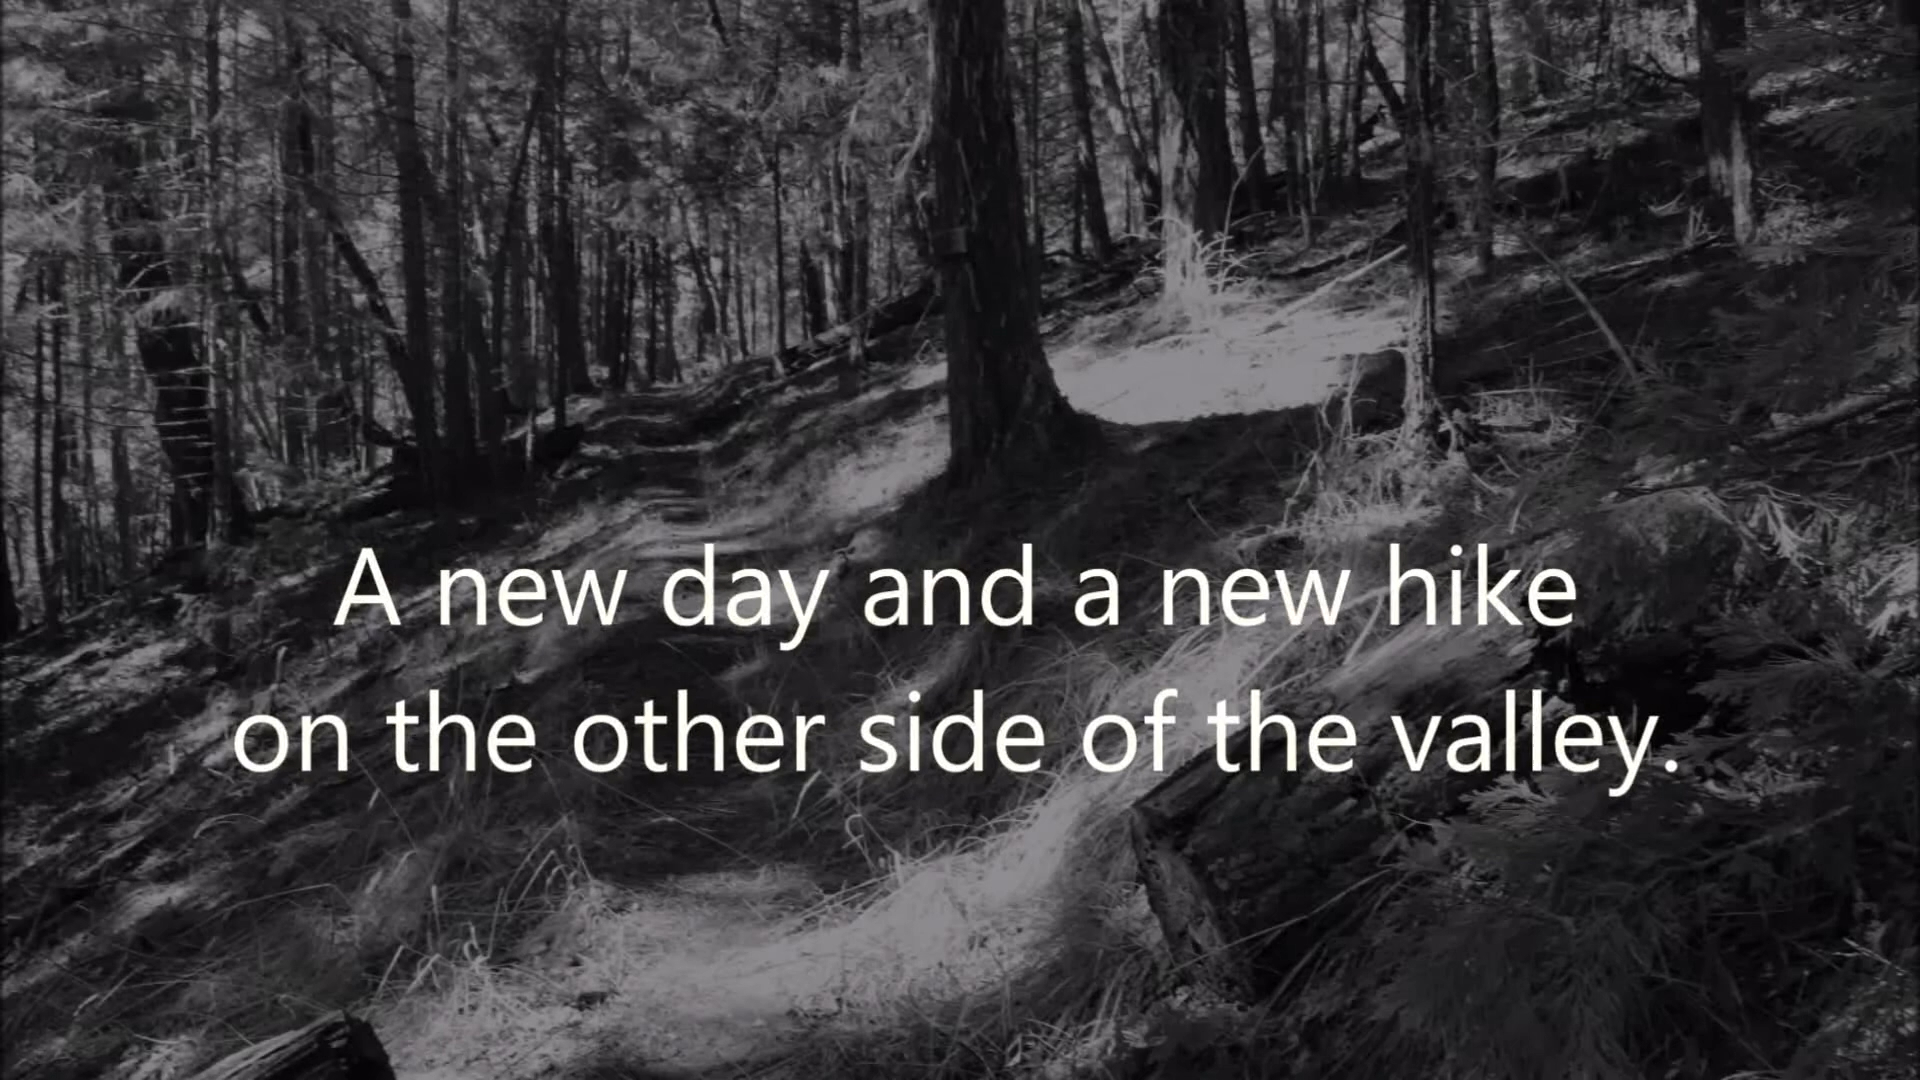 A new day and a new hike
on the other side of the valley.